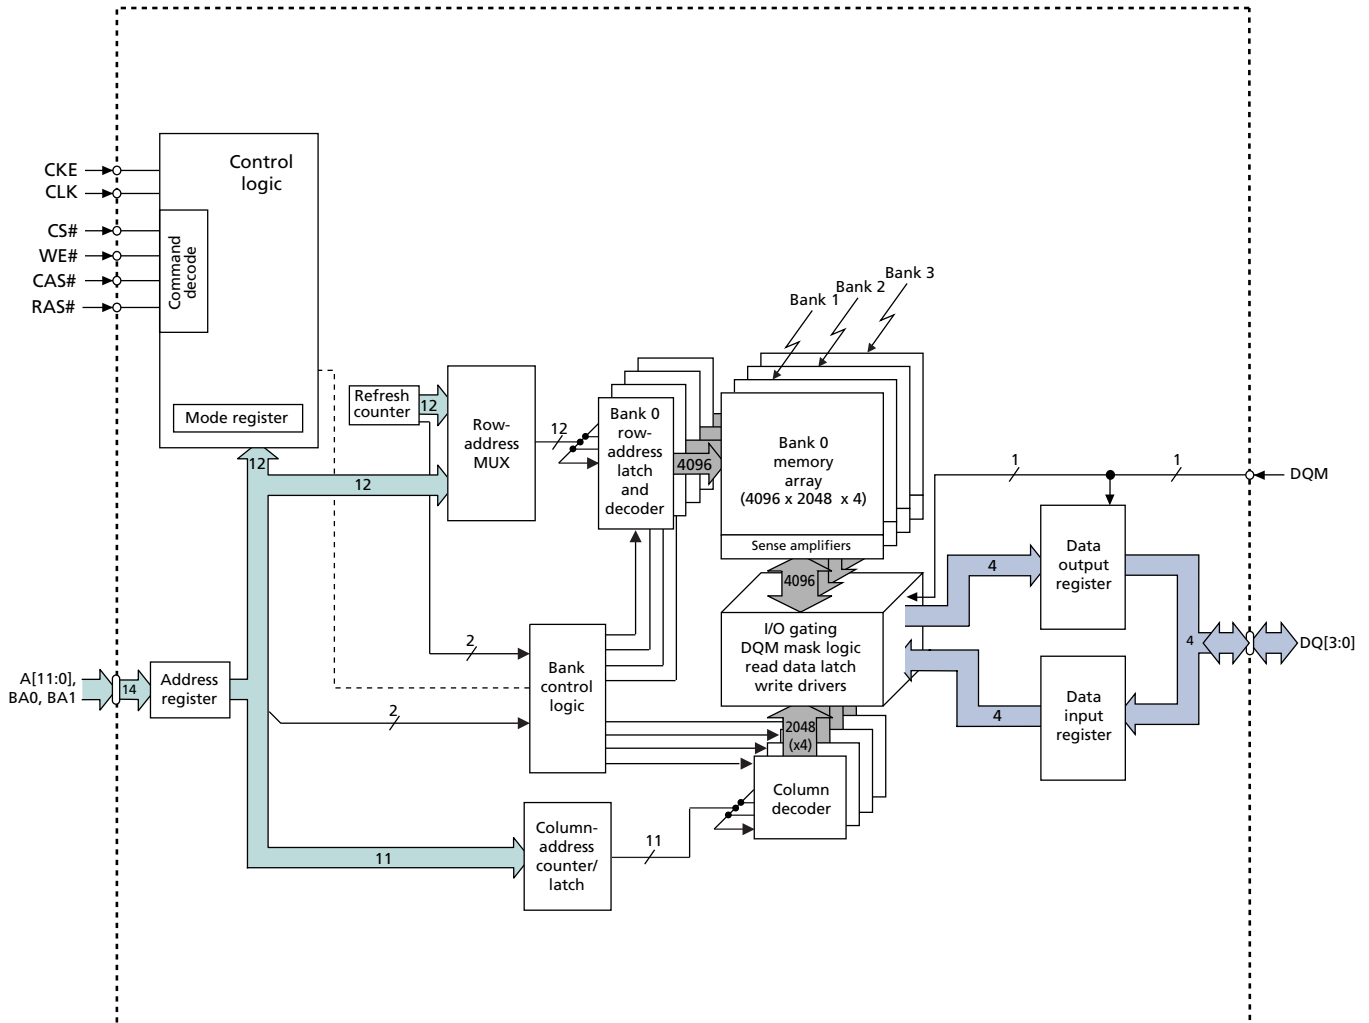 CKE
CLK
CS#
WE#
CAS#
RAS#
Control
logic
Command
decode
Mode register
12
Refresh
counter
12
12
Row-
address
MUX
12
Bank 0
row-
address
latch
and
decoder
4096
Bank 1
Bank 2
Bank 3
Bank 0
memory
array
(4096 x 2048 x 4)
Sense amplifiers
4096
I/O gating
DQM mask logic
read data latch
write drivers
1
1
DQM
Data
output
register
4
4
DQ[3:0]
Data
input
register
4
A[11:0],
BA0, BA1
14
Address
register
2
2
Bank
control
logic
2048
(x4)
Column
decoder
11
Column-
address
counter/
latch
11